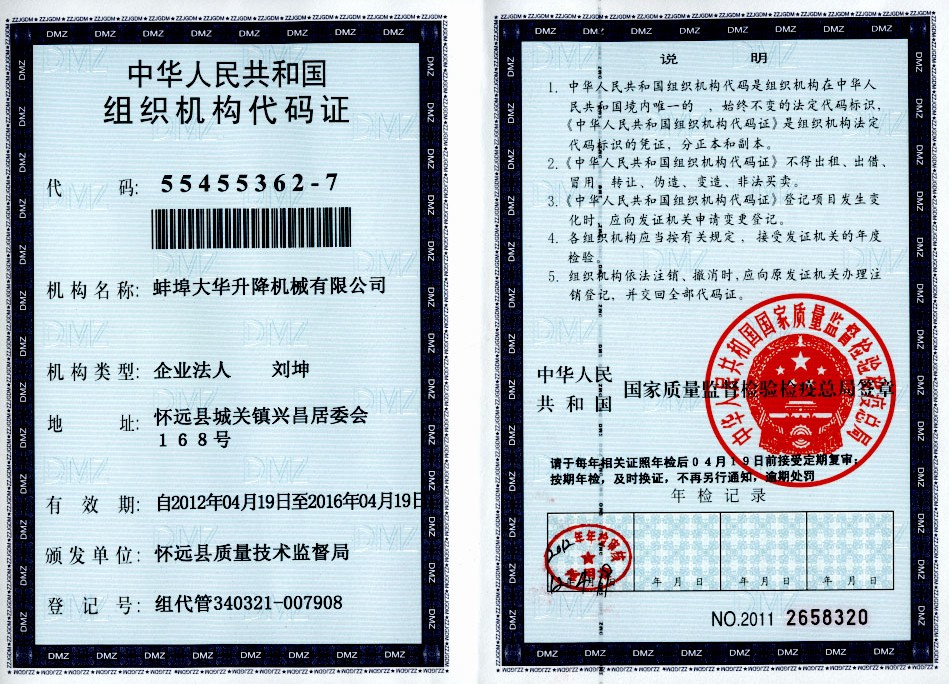 中华人民共和国
组织机构代码证
代 码: 55455362-7
机构名称: 蚌埠大华升降机械有限公司
机构类型: 企业法人 刘坤
地 址: 怀远县城关镇兴昌居委会
168号
有 效 期: 自2012年04月19日至2016年04月19日
颁发单位: 怀远县质量技术监督局
登 记 号: 组代管340321-007908
说 明
1. 中华人民共和国组织机构代码是组织机构在中华人
民共和国境内唯一的 、始终不变的法定代码标识,
《中华人民共和国组织机构代码证》是组织机构法定
代码标识的凭证, 分正本和副本。
2.《中华人民共和国组织机构代码证》不得出租、出借、
冒用、转让、伪造、变造、非法买卖。
3.《中华人民共和国组织机构代码证》登记项目发生变
化时, 应向发证机关申请变更登记。
4. 各组织机构应当按有关规定 , 接受发证机关的年度
检验。
5. 组织机构依法注销、撤消时, 应向原发证机关办理注
销登记, 并交回全部代码证。
中华人民
共 和 国
国家质量监督检验检疫总局签章
中华人民共和国国家质量监督检验检疫总局
请于每年相关证照年检后04月19日前接受定期复审;
按期年检, 及时换证, 不再另行通知, 逾期处罚
年检记录
2012
年 月 日 年 月 日 年 月 日
NO.2011 2658320